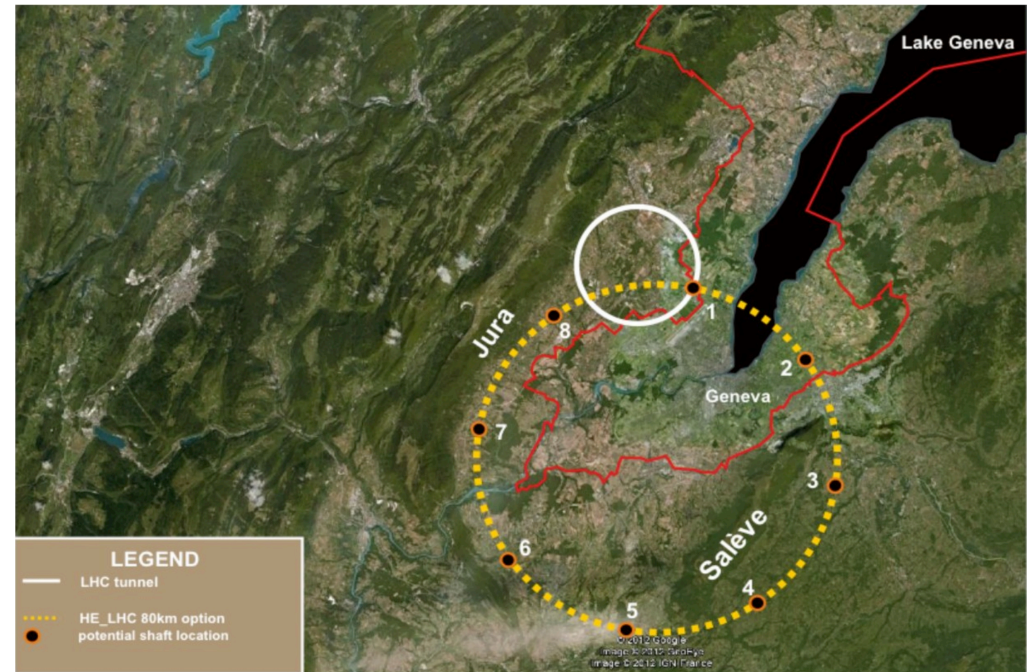 Lake Geneva
Jura
1
8
2
Geneva
7
3
Salève
6
4
5
LEGEND
LHC tunnel
HE_LHC 80km option
potential shaft location
© 2012 Google
Image © 2012 GeoEye
Image © 2012 IGN France